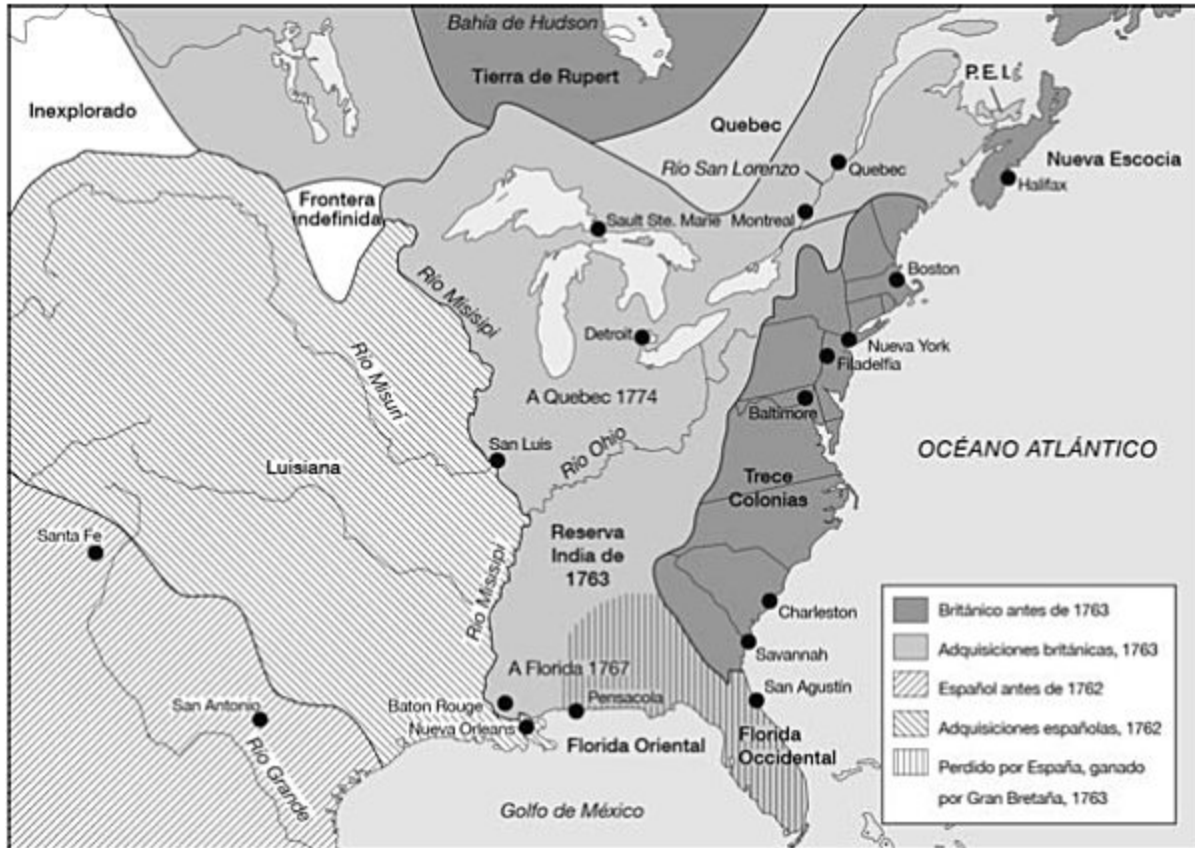 Bahía de Hudson
Tierra de Rupert
P.E.I.
Inexplorado
Quebec
Nueva Escocia
Río San Lorenzo
Quebec
Halifax
Frontera
indefinida
Sault Ste. Marie
Montreal
Boston
Río Misisipi
Detroit
Nueva York
Filadelfia
Río Misuri
A Quebec 1774
Baltimore
San Luis
Río Ohio
OCÉANO ATLÁNTICO
Luisiana
Trece
Colonias
Santa Fe
Reserva
India de
1763
Río Misisipi
Charleston
Savannah
A Florida 1767
San Agustín
San Antonio
Baton Rouge
Pensacola
Nueva Orleans
Florida Oriental
Florida
Occidental
Río Grande
Golfo de México
Británico antes de 1763
Adquisiciones británicas, 1763
Español antes de 1762
Adquisiciones españolas, 1762
Perdido por España, ganado
por Gran Bretaña, 1763